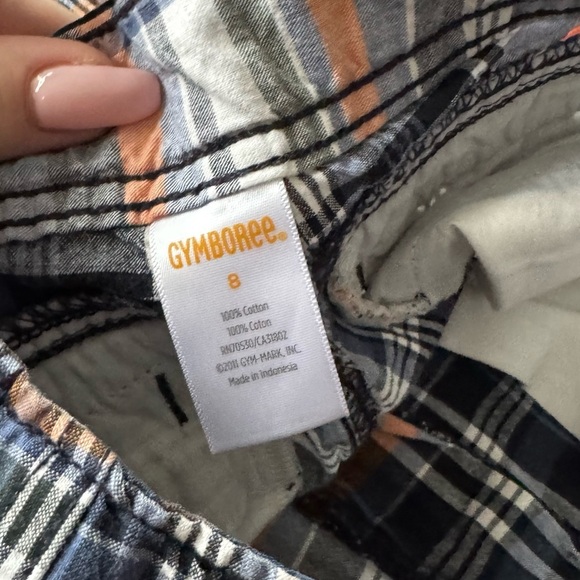 GYMBOREE.
8
100% Cotton
100% Coton
RN70530/CA31802
©2011 GYM-MARK, INC.
Made in Indonesia